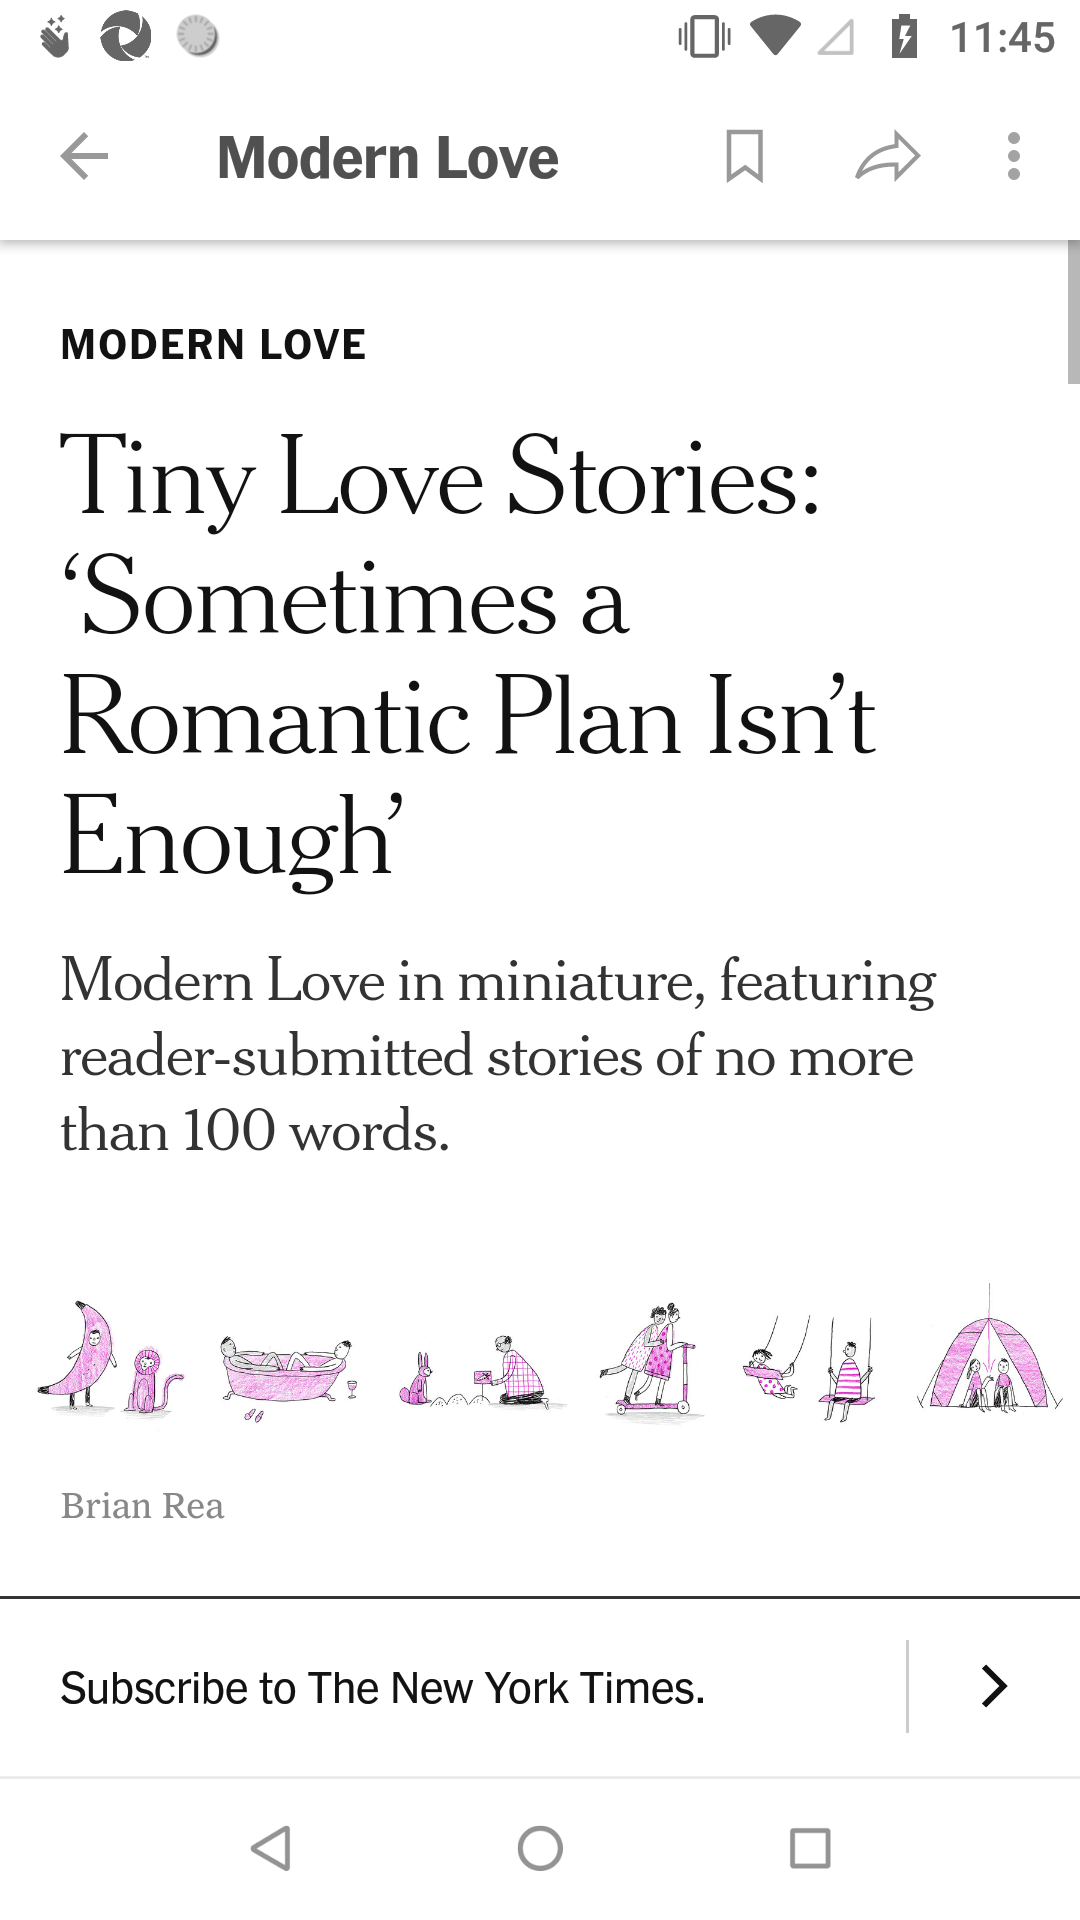 11:45
Modern Love
MODERN LOVE
Tiny Love Stories:
‘Sometimes a
Romantic Plan Isn’t
Enough’
Modern Love in miniature, featuring
reader-submitted stories of no more
than 100 words.
Brian Rea
Subscribe to The New York Times.